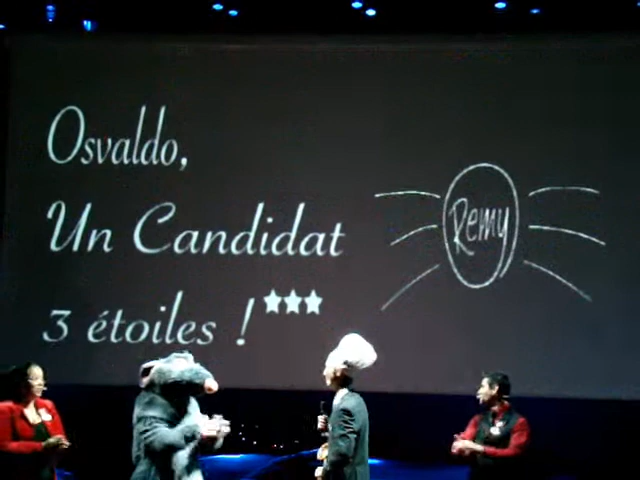 Osvaldo,
Un Candidat
3 étoiles !***
Remy